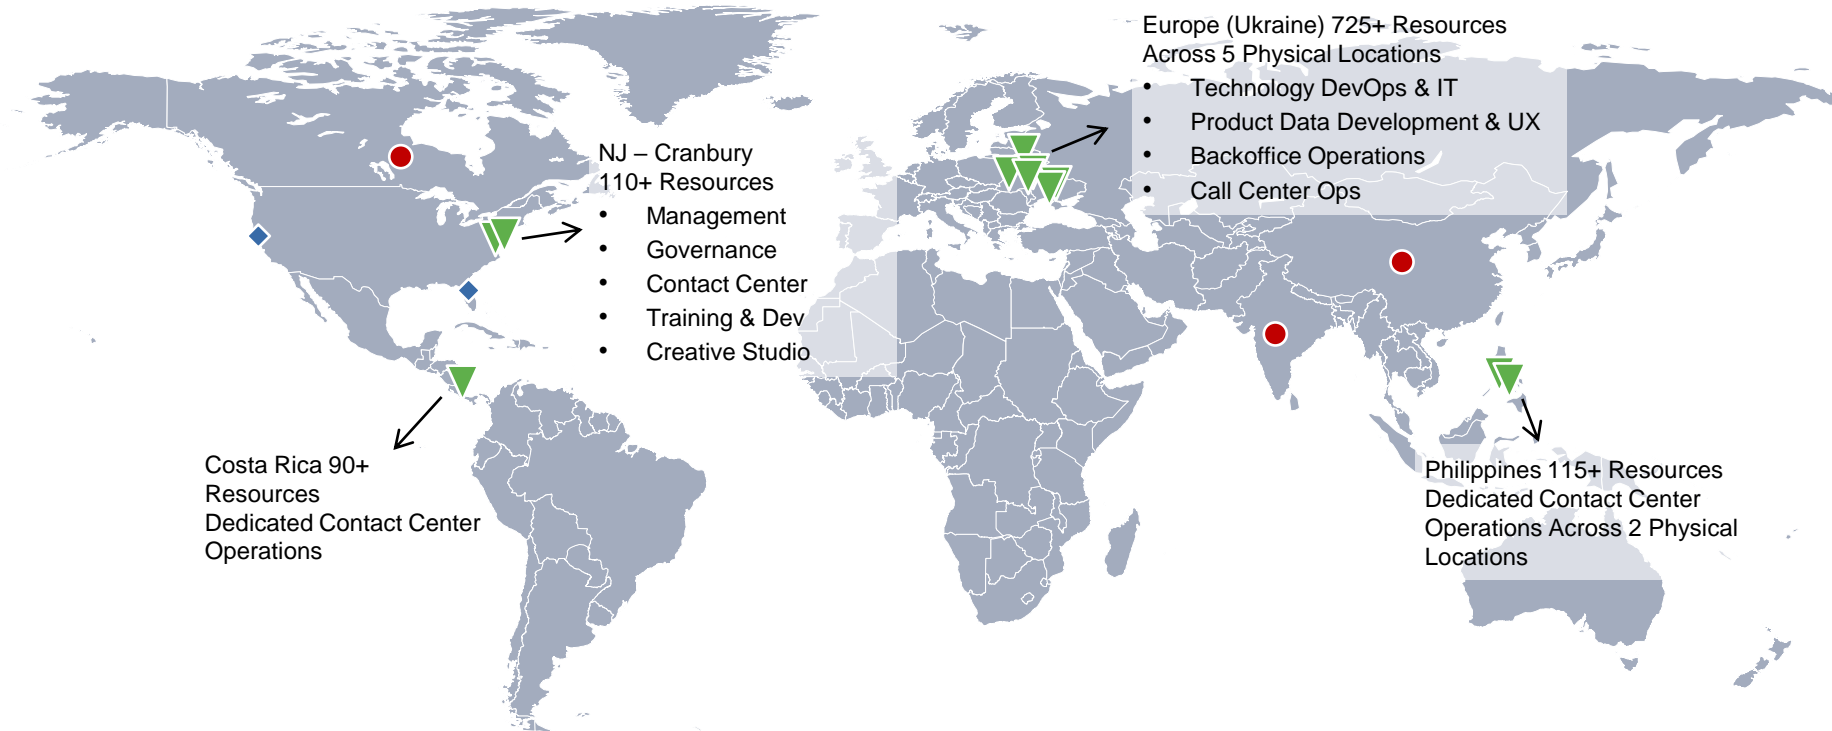 Europe (Ukraine) 725+ Resources
Across 5 Physical Locations
• Technology DevOps & IT
• Product Data Development & UX
• Backoffice Operations
• Call Center Ops
NJ – Cranbury
110+ Resources
• Management
• Governance
• Contact Center
• Training & Dev
• Creative Studio
Costa Rica 90+
Resources
Dedicated Contact Center
Operations
Philippines 115+ Resources
Dedicated Contact Center
Operations Across 2 Physical
Locations